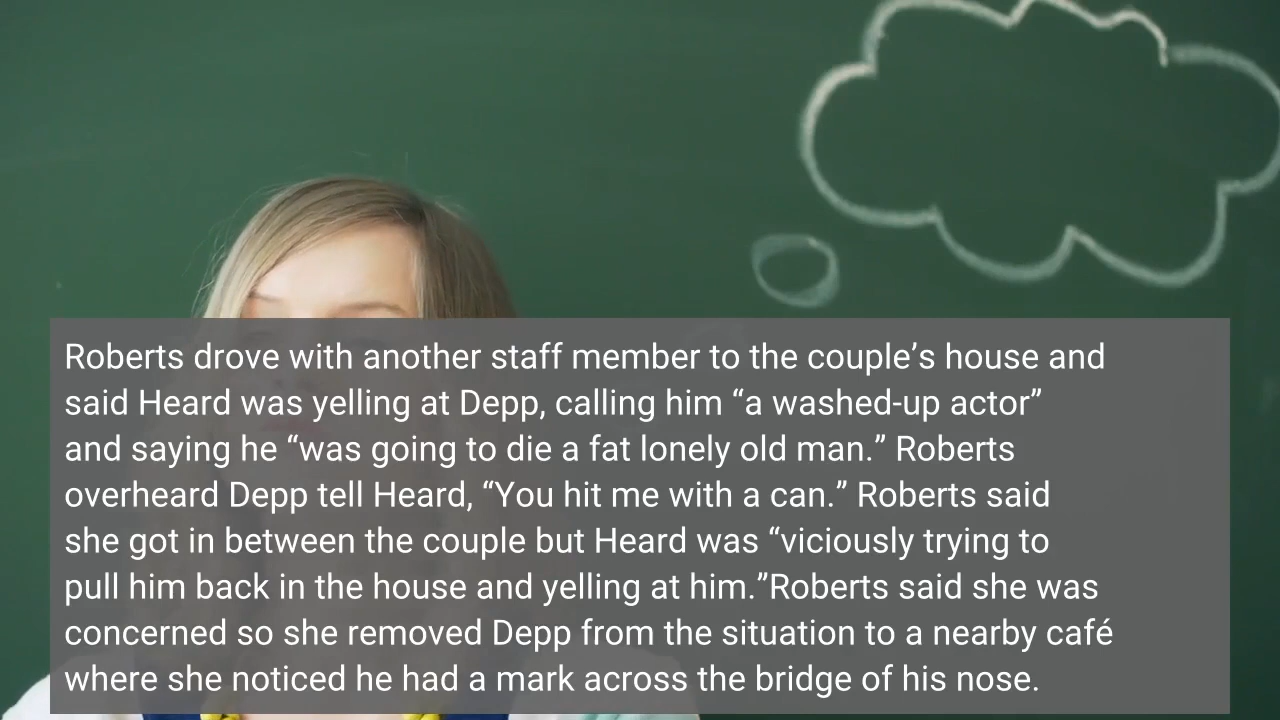 Roberts drove with another staff member to the couple’s house and
said Heard was yelling at Depp, calling him “a washed-up actor”
and saying he “was going to die a fat lonely old man.” Roberts
overheard Depp tell Heard, “You hit me with a can.” Roberts said
she got in between the couple but Heard was “viciously trying to
pull him back in the house and yelling at him.”Roberts said she was
concerned so she removed Depp from the situation to a nearby café
where she noticed he had a mark across the bridge of his nose.